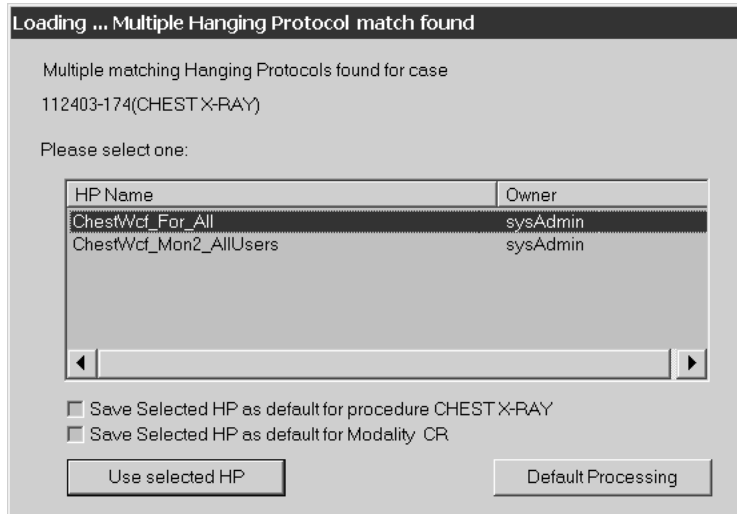 Loading ... Multiple Hanging Protocol match found
Multiple matching Hanging Protocols found for case
112403-174(CHEST X-RAY)
Please select one:
HP Name Owner
ChestWcf_For_All sysAdmin
ChestWcf_Mon2_AllUsers sysAdmin
Save Selected HP as default for procedure CHEST X-RAY
Save Selected HP as default for Modality CR
Use selected HP Default Processing